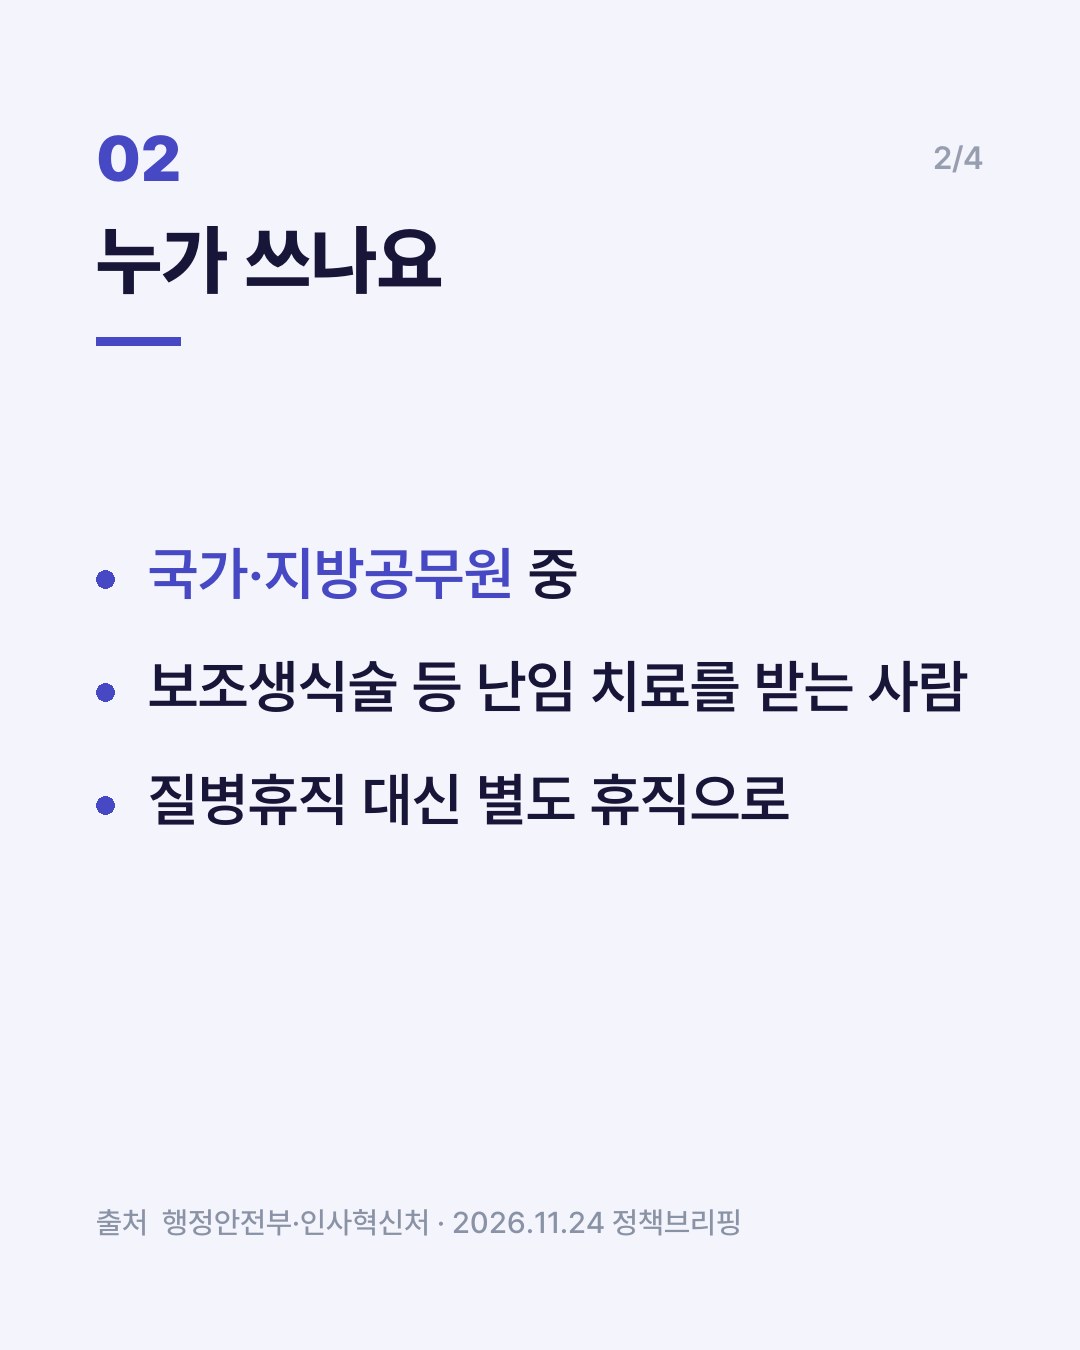 02
2/4
누가 쓰나요
• 국가·지방공무원 중
• 보조생식술 등 난임 치료를 받는 사람
• 질병휴직 대신 별도 휴직으로
출처 행정안전부·인사혁신처 · 2026.11.24 정책브리핑